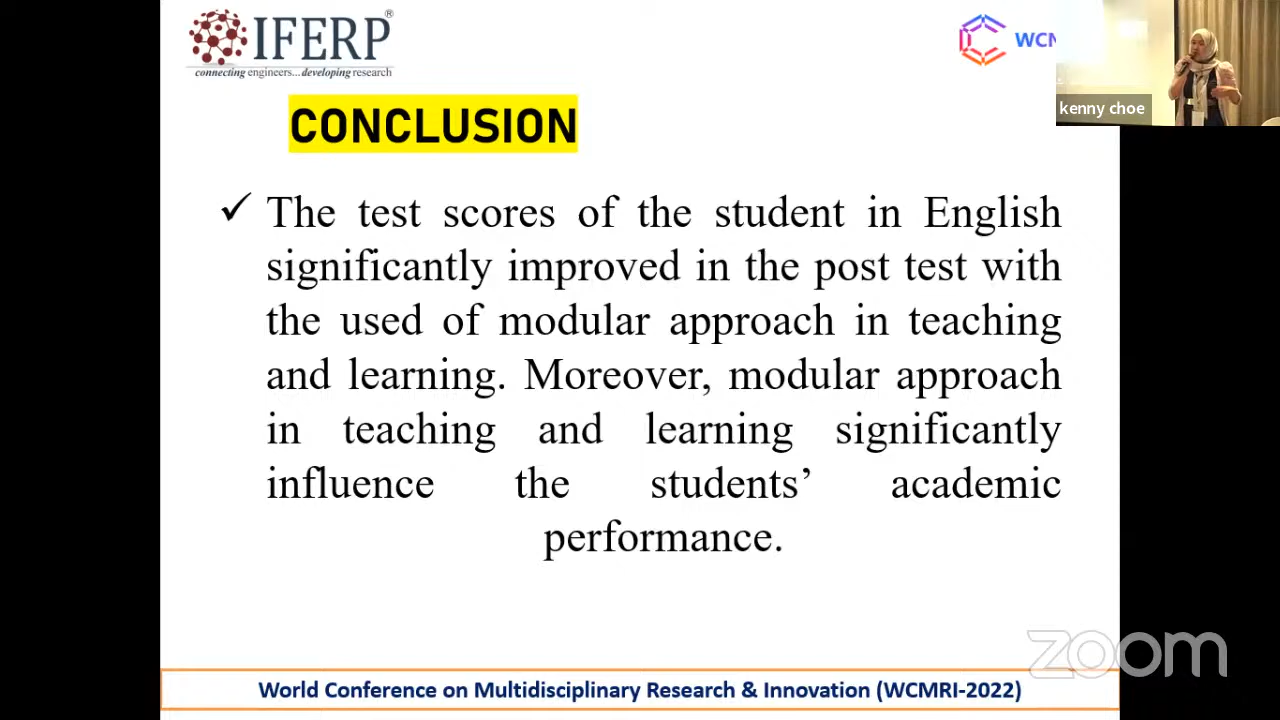 IFERP®
connecting engineers...developing research
WCM
kenny choe
CONCLUSION
✓ The test scores of the student in English
significantly improved in the post test with
the used of modular approach in teaching
and learning. Moreover, modular approach
in teaching and learning significantly
influence the students’ academic
performance.
zoom
World Conference on Multidisciplinary Research & Innovation (WCMRI-2022)